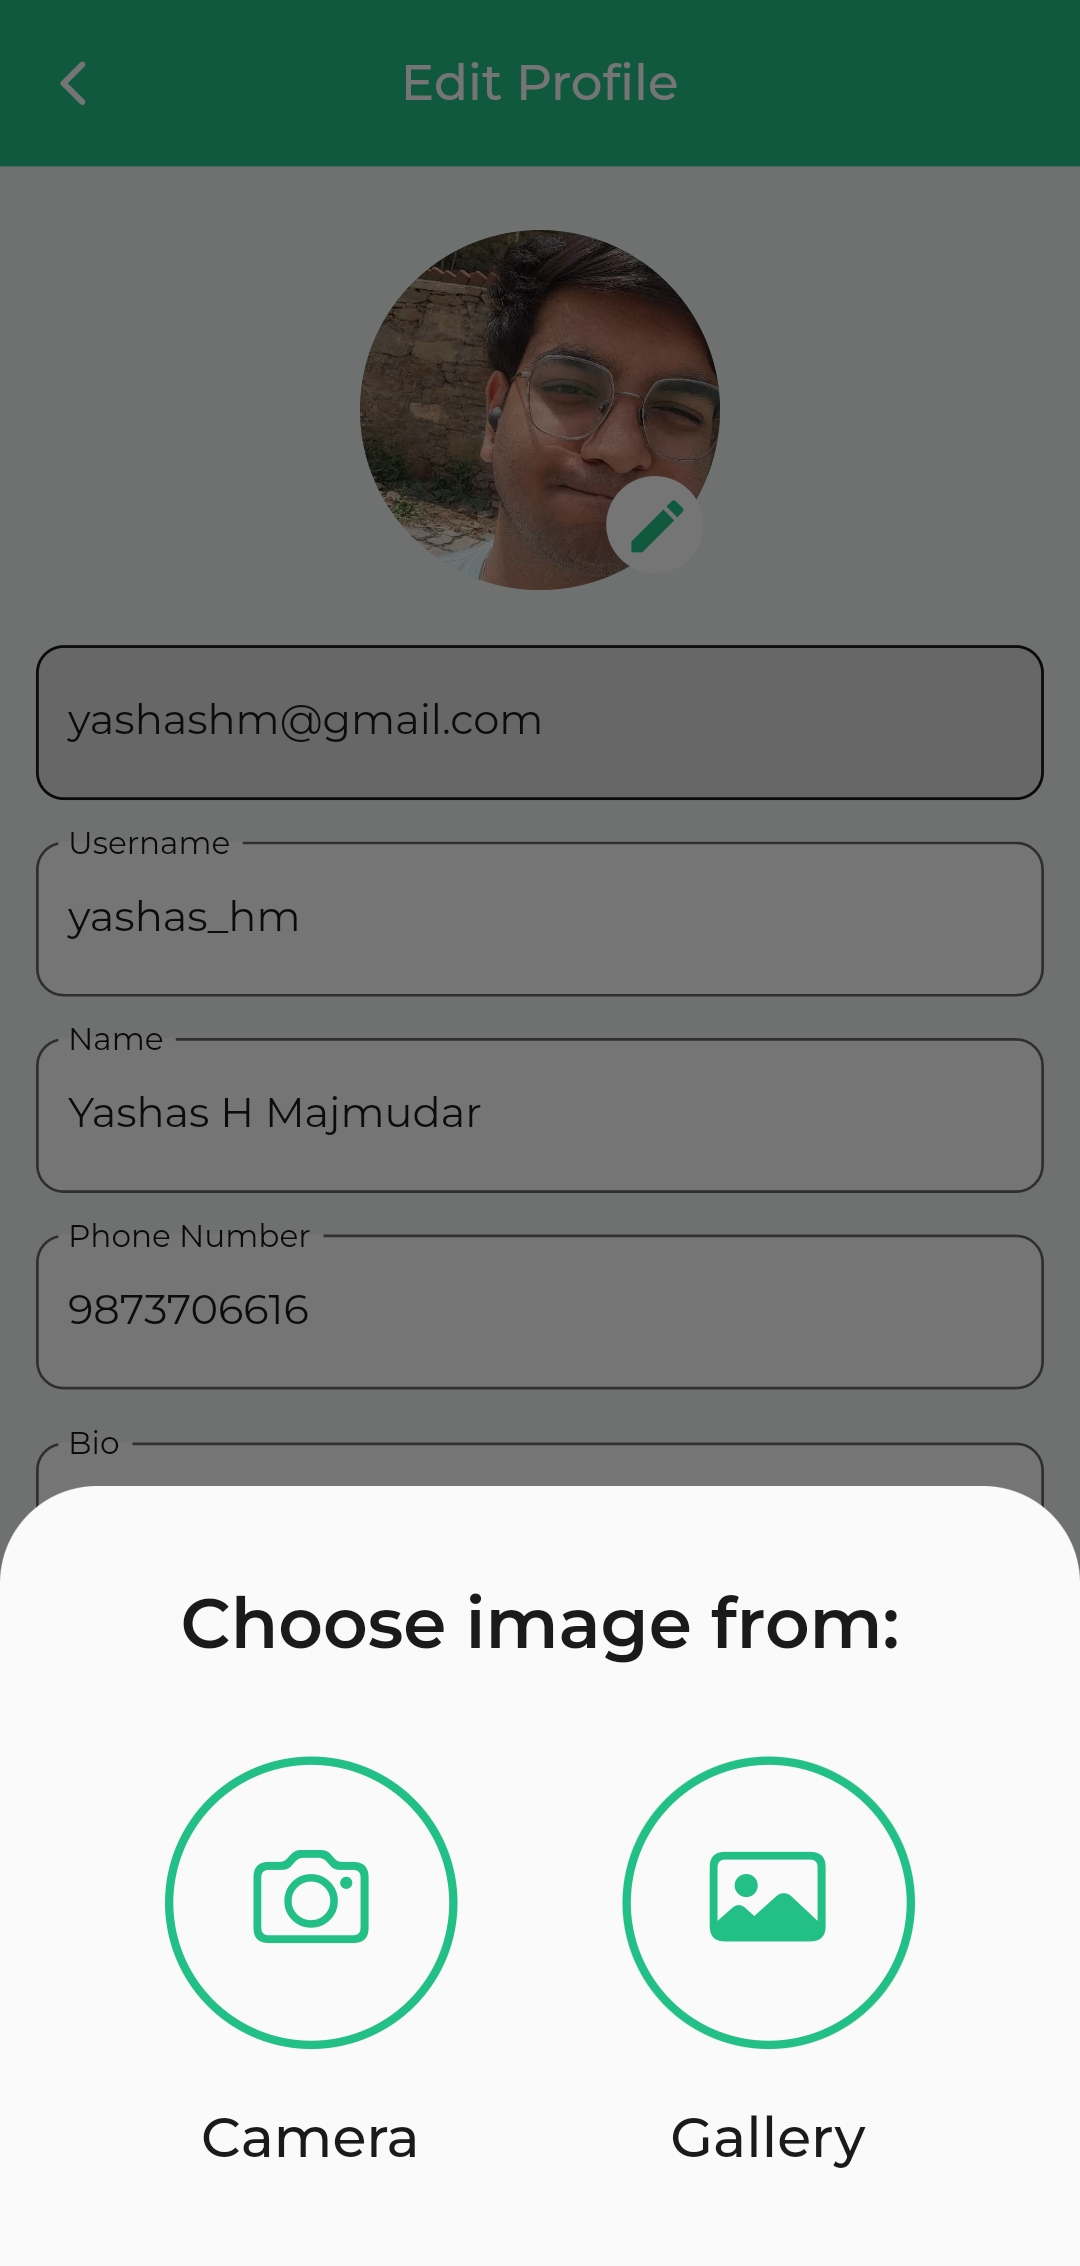 Edit Profile
yashashm@gmail.com
Username
yashas_hm
Name
Yashas H Majmudar
Phone Number
9873706616
Bio
Choose image from:
Camera
Gallery